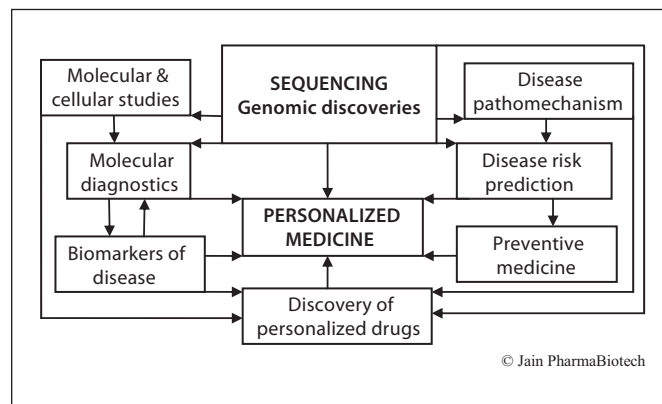 SEQUENCING
Genomic discoveries
Molecular &
cellular studies
Disease
pathomechanism
Molecular
diagnostics
Disease risk
prediction
PERSONALIZED
MEDICINE
Biomarkers of
disease
Preventive
medicine
Discovery of
personalized drugs
© Jain PharmaBiotech